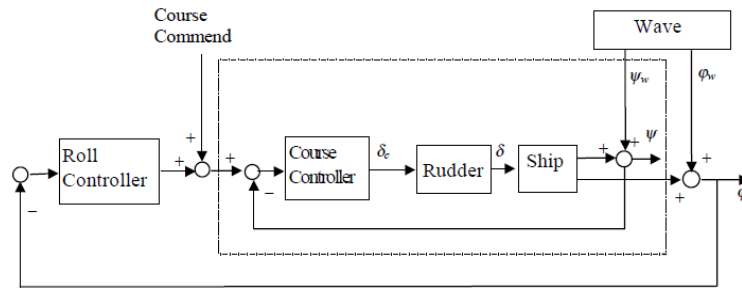 Course
Commend
Wave
ψw
φw
+
+
+
ψ
+
Roll
Controller
+
+
Course
Controller
δc
Rudder
δ
Ship
+
−
+
−
φ